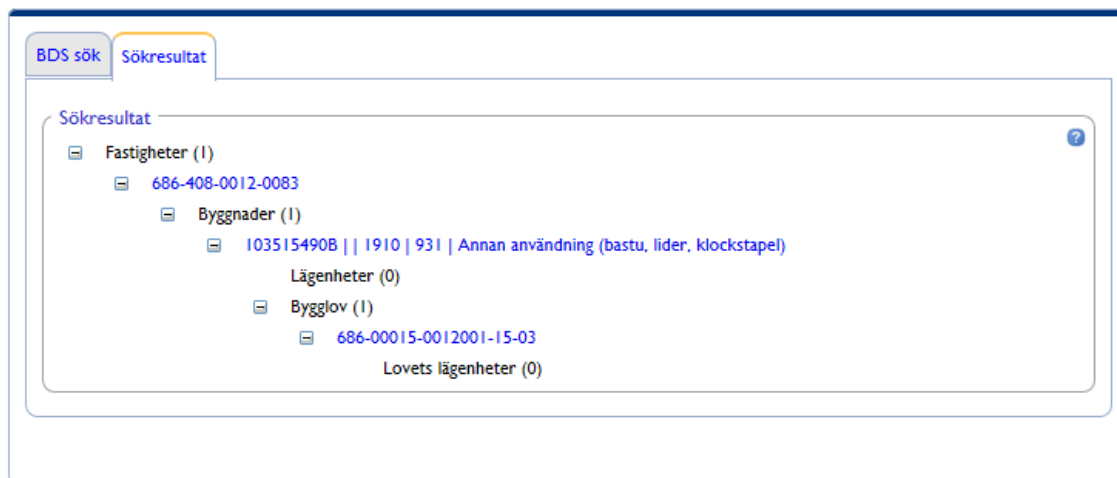 BDS sök Sökresultat
Sökresultat
?
Fastigheter (1)
686-408-0012-0083
Byggnader (1)
103515490B | | 1910 | 931 | Annan användning (bastu, lider, klockstapel)
Lägenheter (0)
Bygglov (1)
686-00015-0012001-15-03
Lovets lägenheter (0)